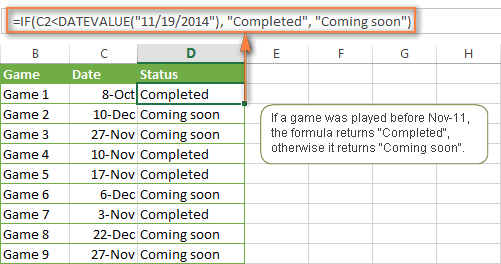 =IF(C2<DATEVALUE("11/19/2014"), "Completed", "Coming soon")
B C D E F G H
Game Date Status
Game 1 8-Oct Completed
Game 2 10-Dec Coming soon
Game 3 27-Nov Coming soon
Game 4 10-Nov Completed
Game 5 17-Nov Completed
Game 6 6-Dec Coming soon
Game 7 3-Nov Completed
Game 8 22-Dec Coming soon
Game 9 27-Nov Coming soon
If a game was played before Nov-11,
the formula returns "Completed",
otherwise it returns "Coming soon".